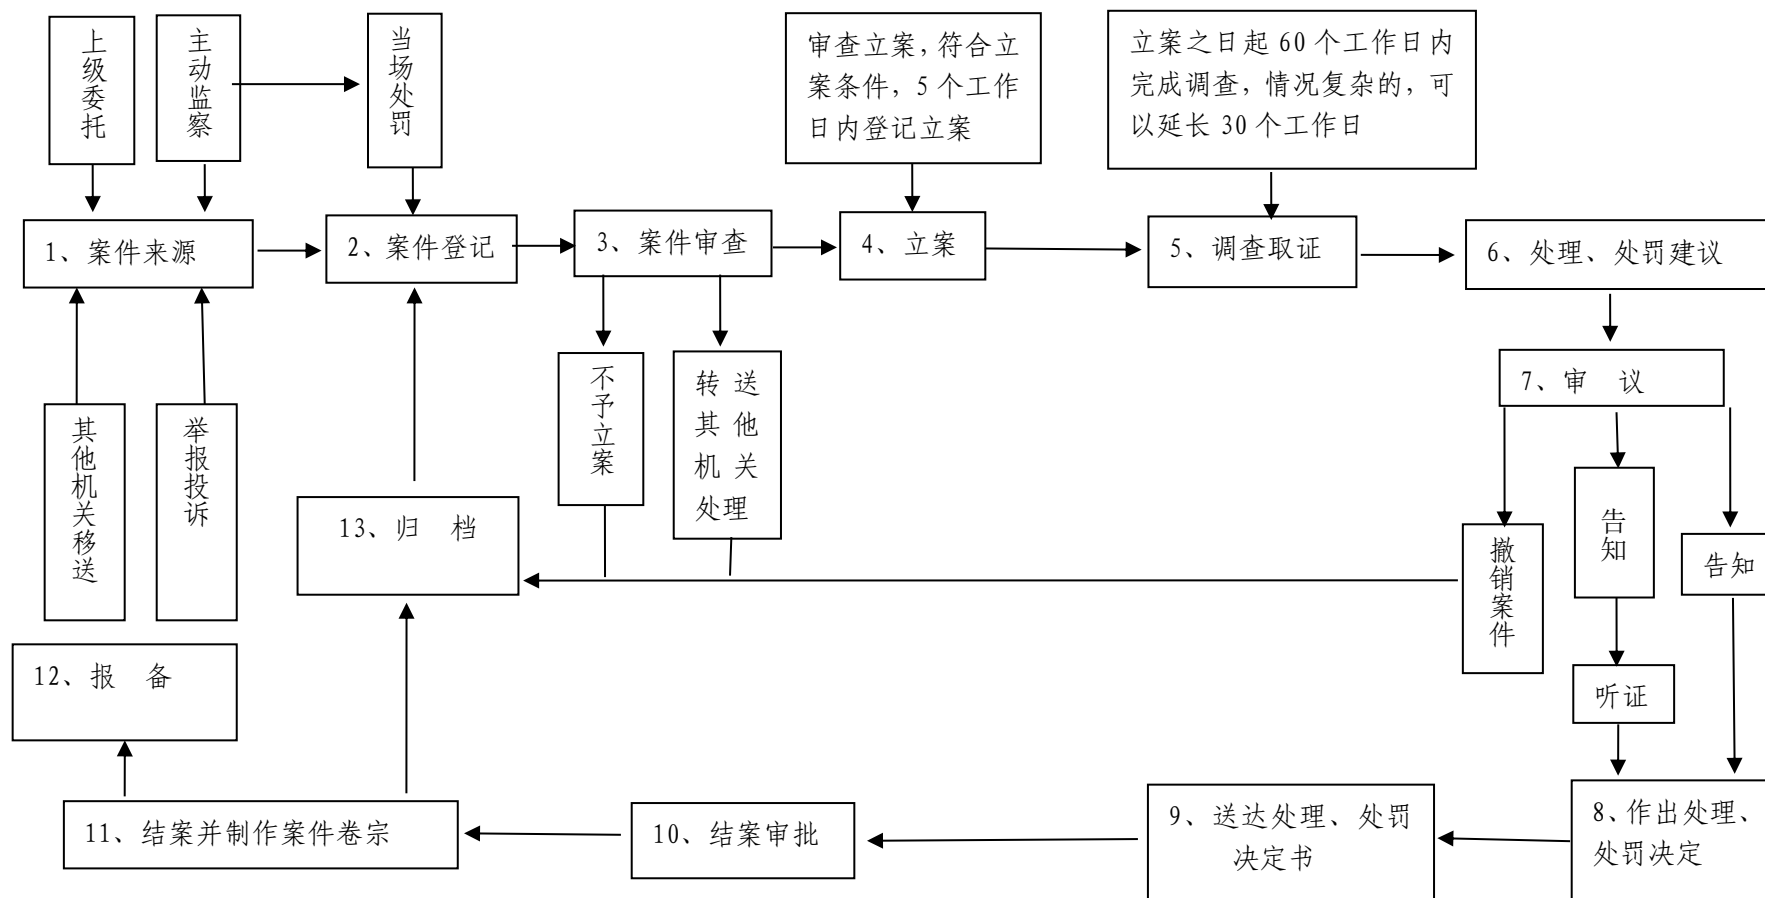 上级委托
主动监察
当场处罚
审查立案，符合立
案条件，5 个工作
日内登记立案
立案之日起 60 个工作日内
完成调查，情况复杂的，可
以延长 30 个工作日
1、案件来源
2、案件登记
3、案件审查
4、立案
5、调查取证
6、处理、处罚建议
7、审 议
不予立案
转 送
其 他
机 关
处理
其他机关移送
举报投诉
13、归 档
撤销案件
告知
告知
12、报 备
听证
11、结案并制作案件卷宗
10、结案审批
9、送达处理、处罚
决定书
8、作出处理、
处罚决定